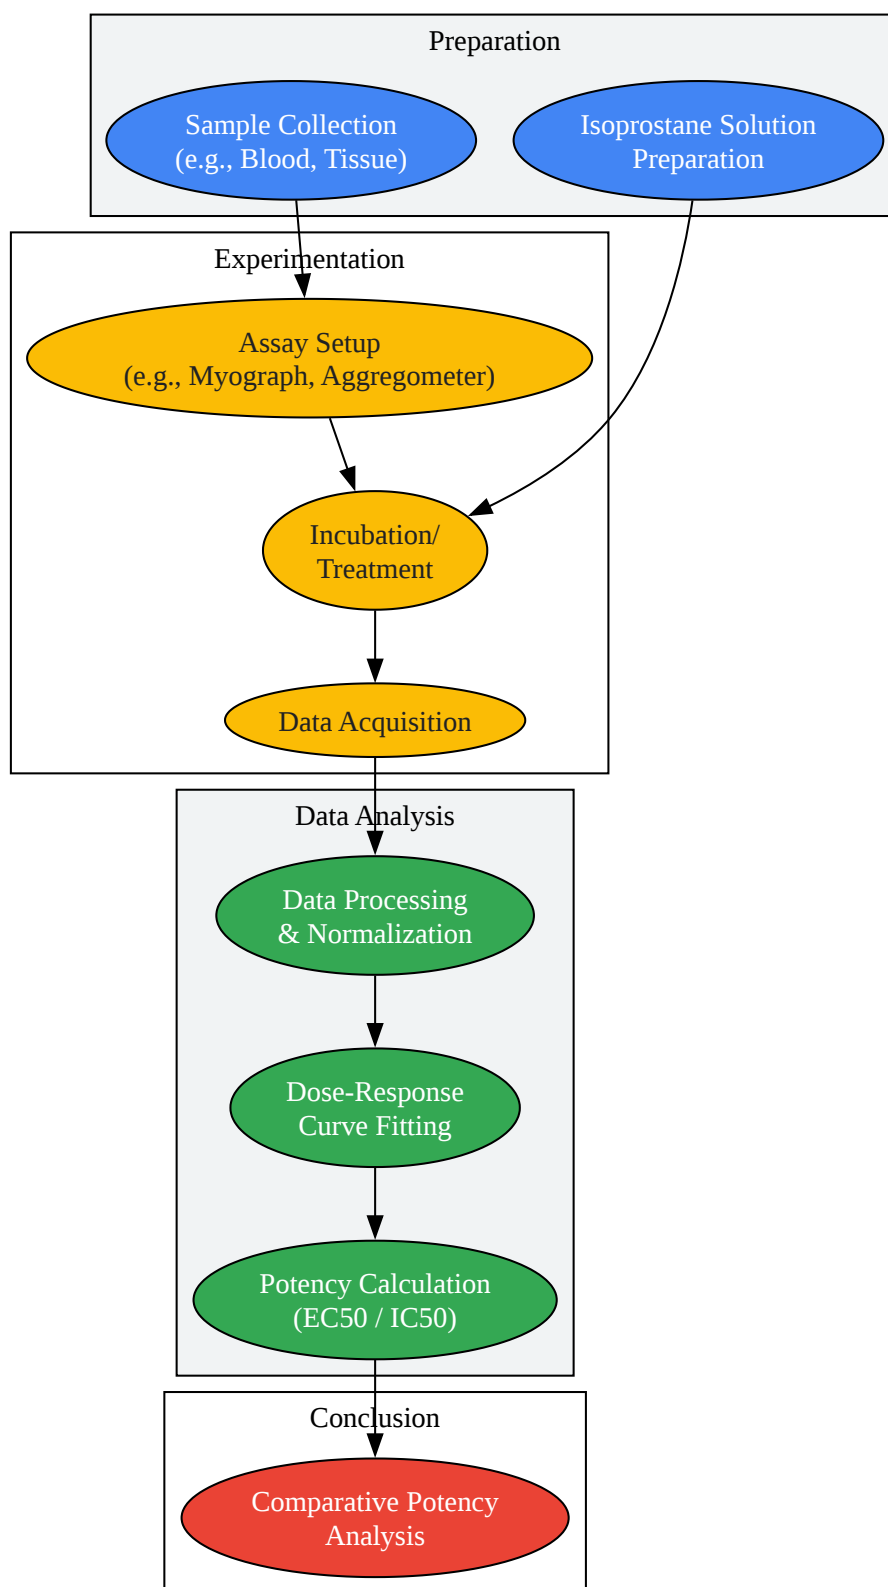 Preparation
Sample Collection
(e.g., Blood, Tissue)
Isoprostane Solution
Preparation
Experimentation
Assay Setup
(e.g., Myograph, Aggregometer)
Incubation/
Treatment
Data Acquisition
Data Analysis
Data Processing
& Normalization
Dose-Response
Curve Fitting
Potency Calculation
(EC50 / IC50)
Conclusion
Comparative Potency
Analysis